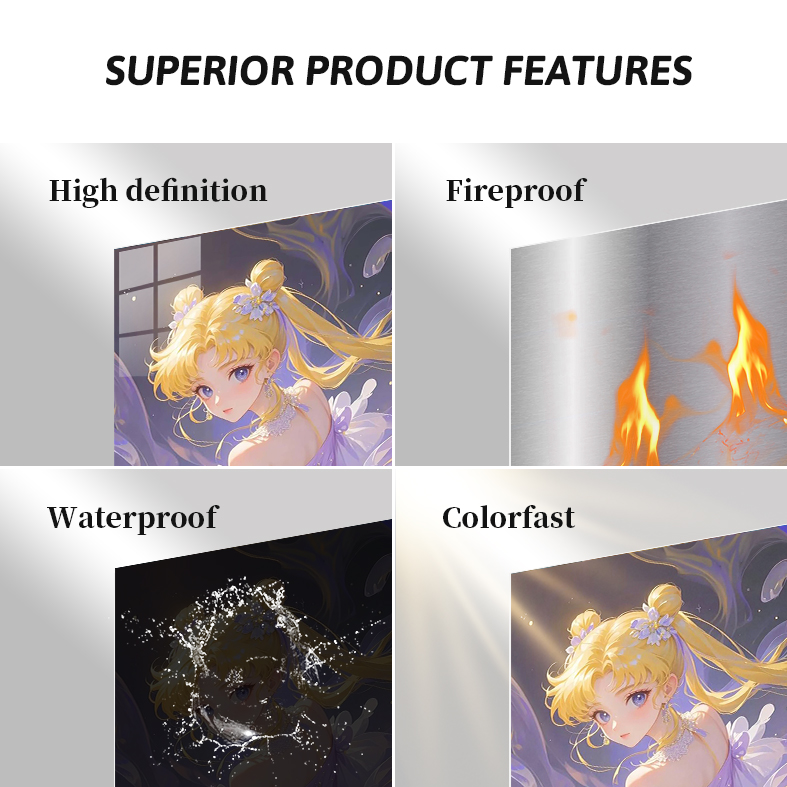 SUPERIOR PRODUCT FEATURES
High definition
Fireproof
Waterproof
Colorfast